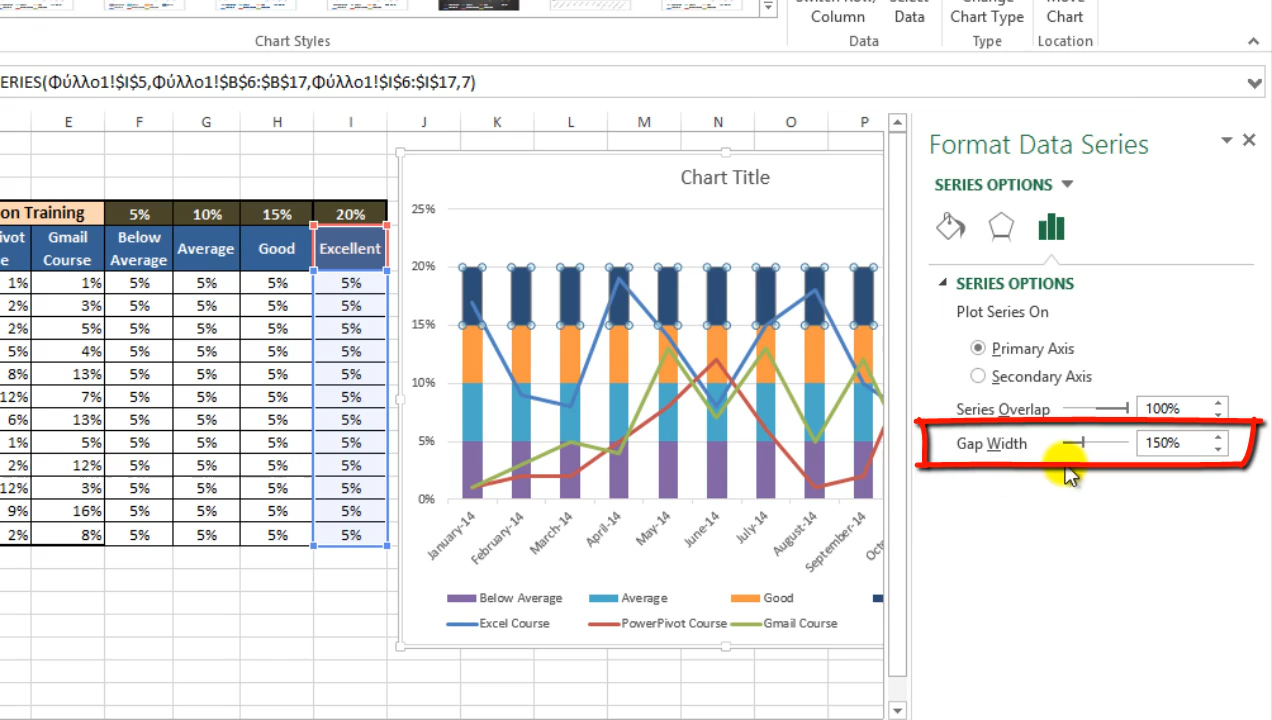 Column
Data
Chart Type
Chart
Chart Styles
Data
Type
Location
ERIES(Φύλλο1!$I$5,Φύλλο1!$B$6:$B$17,Φύλλο1!$I$6:$I$17,7)
E F G H I J K L M N O P
on Training 5% 10% 15% 20%
ivot Gmail Below Average Good Excellent
e Course Average
1% 1% 5% 5% 5% 5%
2% 3% 5% 5% 5% 5%
2% 5% 5% 5% 5% 5%
5% 4% 5% 5% 5% 5%
8% 13% 5% 5% 5% 5%
12% 7% 5% 5% 5% 5%
6% 13% 5% 5% 5% 5%
1% 5% 5% 5% 5% 5%
2% 12% 5% 5% 5% 5%
12% 3% 5% 5% 5% 5%
9% 16% 5% 5% 5% 5%
2% 8% 5% 5% 5% 5%
Chart Title
25%
20%
15%
10%
5%
0%
January-14 February-14 March-14 April-14 May-14 June-14 July-14 August-14 September-14 Octo
Below Average Average Good
Excel Course PowerPivot Course Gmail Course
Format Data Series
SERIES OPTIONS
SERIES OPTIONS
Plot Series On
Primary Axis
Secondary Axis
Series Overlap 100%
Gap Width 150%